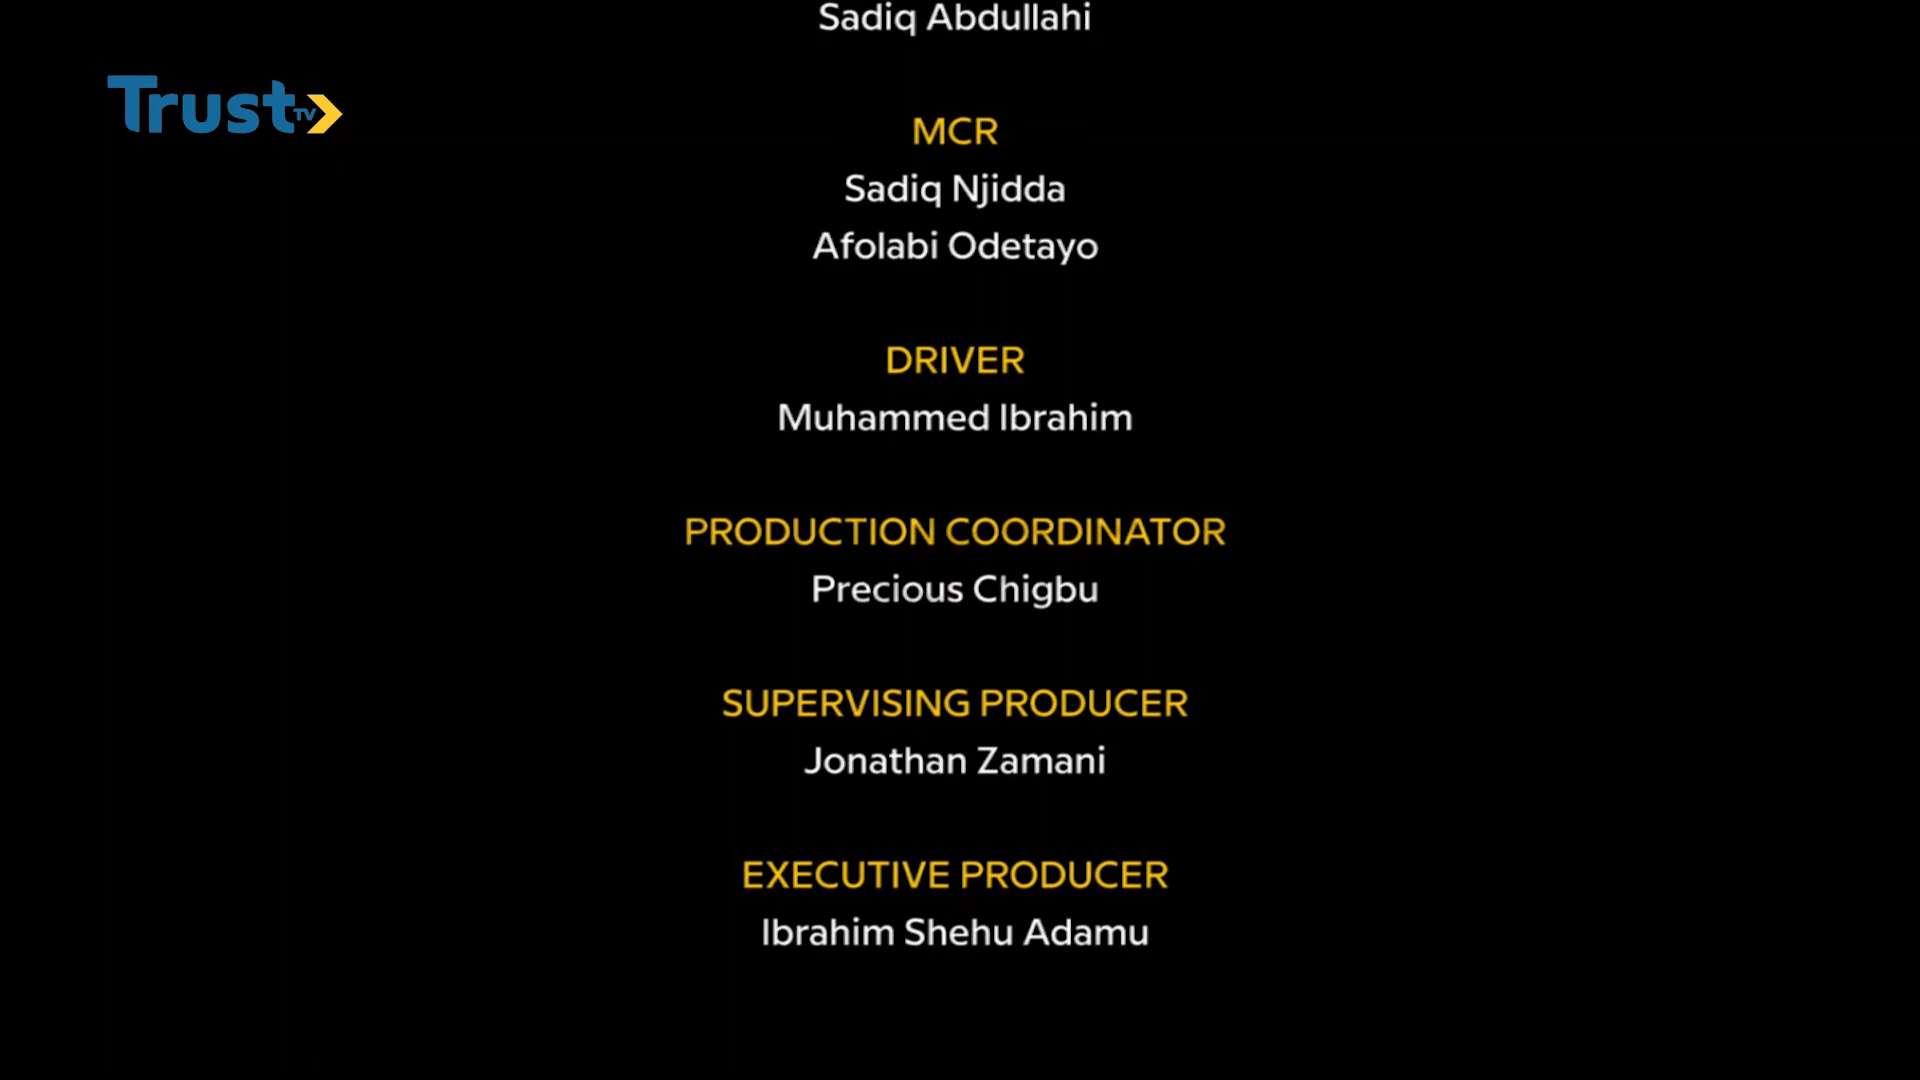 Sadiq Abdullahi
Trust TV
MCR
Sadiq Njidda
Afolabi Odetayo
DRIVER
Muhammed Ibrahim
PRODUCTION COORDINATOR
Precious Chigbu
SUPERVISING PRODUCER
Jonathan Zamani
EXECUTIVE PRODUCER
Ibrahim Shehu Adamu